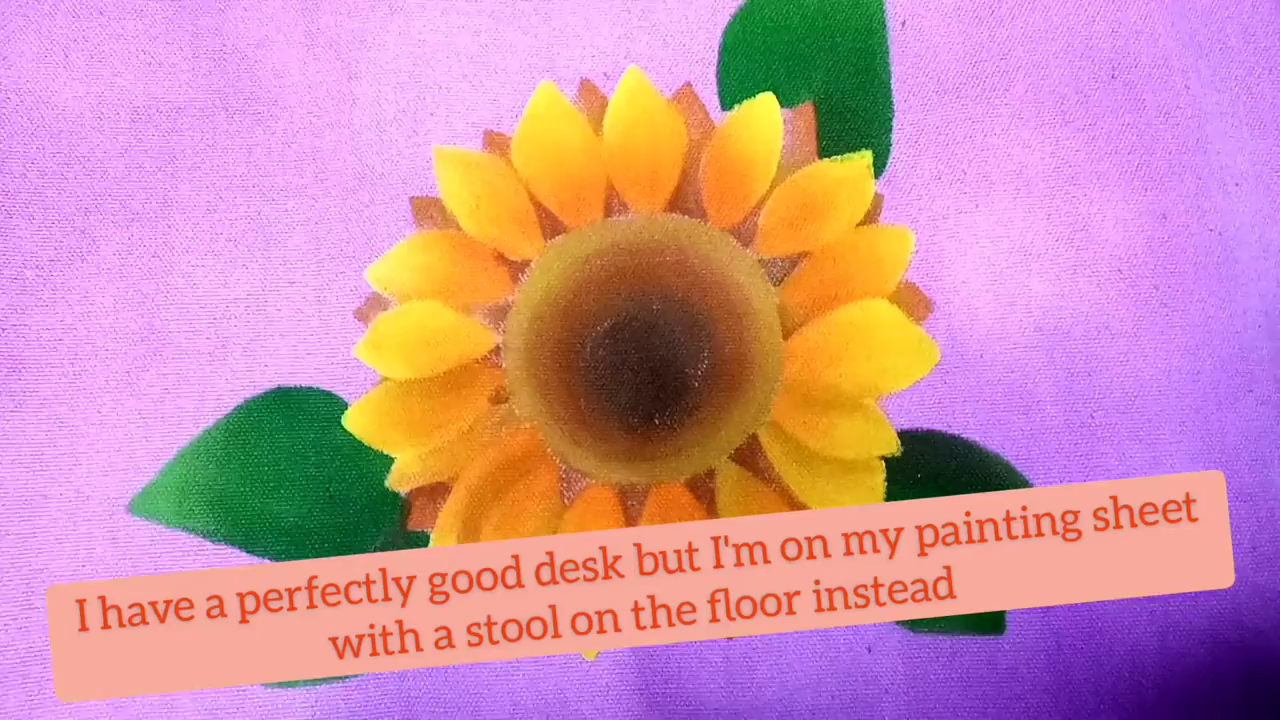 I have a perfectly good desk but I'm on my painting sheet
with a stool on the floor instead